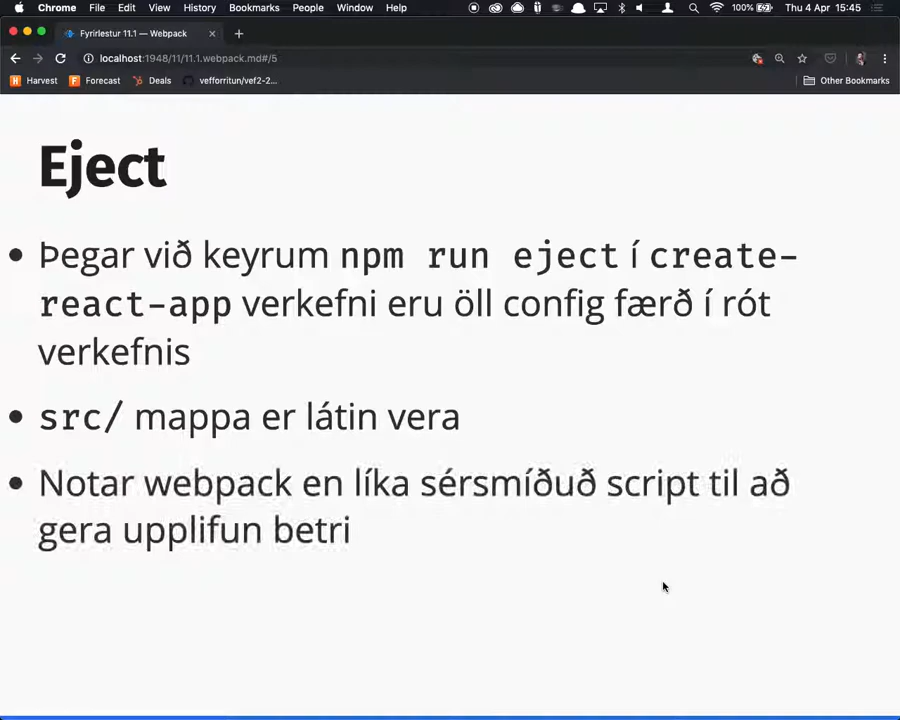 Chrome File Edit View History Bookmarks People Window Help 100% Thu 4 Apr 15:45
Fyrirlestur 11.1 — Webpack
localhost:1948/11/11.1.webpack.md#/5
Harvest Forecast Deals vefforritun/vef2-2... Other Bookmarks
Eject
• Þegar við keyrum npm run eject í create-
react-app verkefni eru öll config færð í rót
verkefnis
• src/ mappa er látin vera
• Notar webpack en líka sérsmíðuð script til að
gera upplifun betri